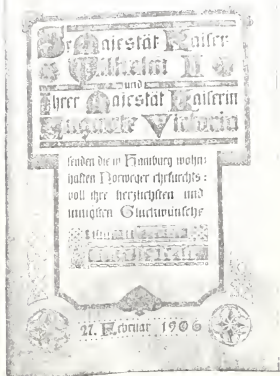 Sr Majestät Kaiser
Wilhelm II
und
Ihrer Majestät Kaiserin
Auguste Victoria
senden die in Hamburg wohn:
haften Norweger ehrfurchts:
voll ihre herzlichsten und
innigsten Glückwünsche
27. Februar 1906